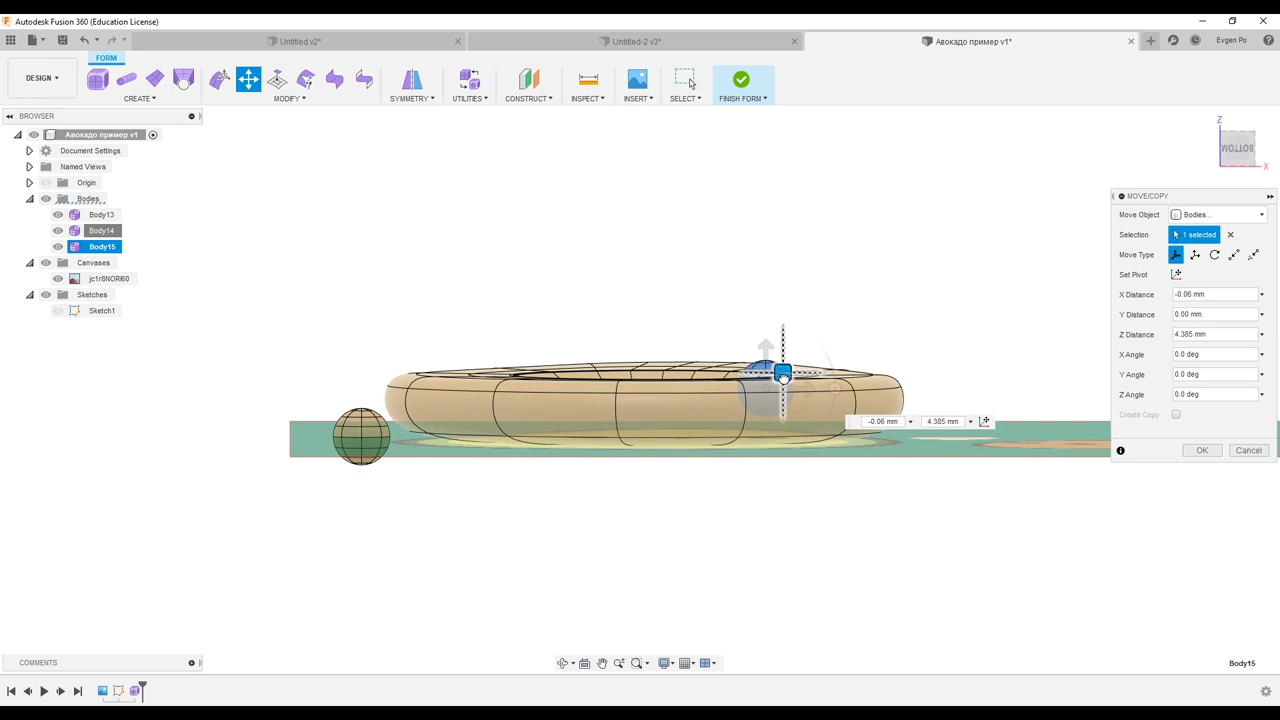 Autodesk Fusion 360 (Education License)
Untitled v2*
Untitled-2 v3*
Авокадо пример v1*
Evgen Po
FORM
DESIGN
CREATE
MODIFY
SYMMETRY
UTILITIES
CONSTRUCT
INSPECT
INSERT
SELECT
FINISH FORM
BROWSER
Авокадо пример v1
Document Settings
Named Views
Origin
Bodies
Body13
Body14
Body15
Canvases
jc1r8NORI60
Sketches
Sketch1
Z
BOTTOM
X
MOVE/COPY
Move Object Bodies...
Selection 1 selected
Move Type
Set Pivot
X Distance -0.06 mm
Y Distance 0.00 mm
Z Distance 4.385 mm
X Angle 0.0 deg
Y Angle 0.0 deg
Z Angle 0.0 deg
Create Copy
OK Cancel
-0.06 mm 4.385 mm
COMMENTS
Body15